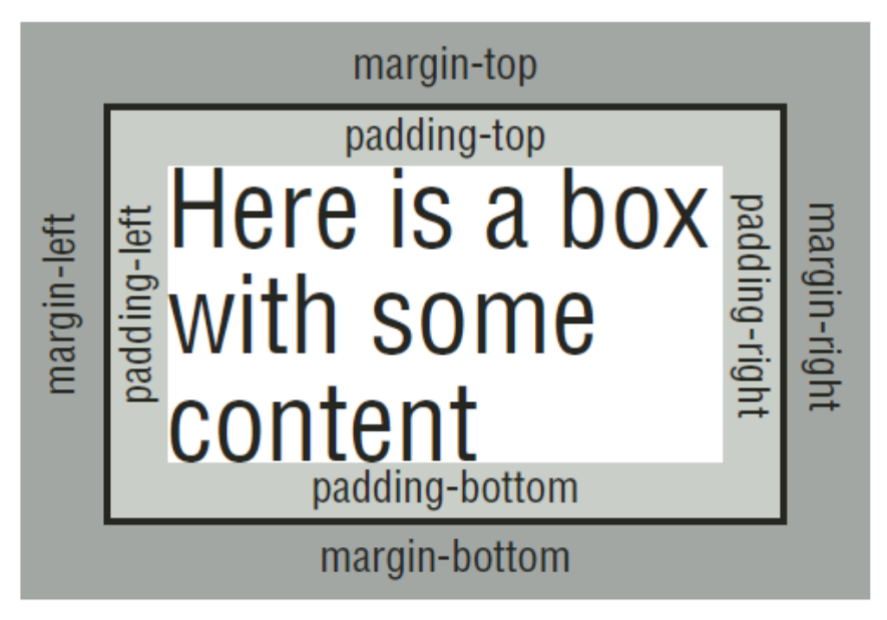 margin-top
padding-top
margin-left
padding-left
Here is a box
with some
content
padding-right
margin-right
padding-bottom
margin-bottom